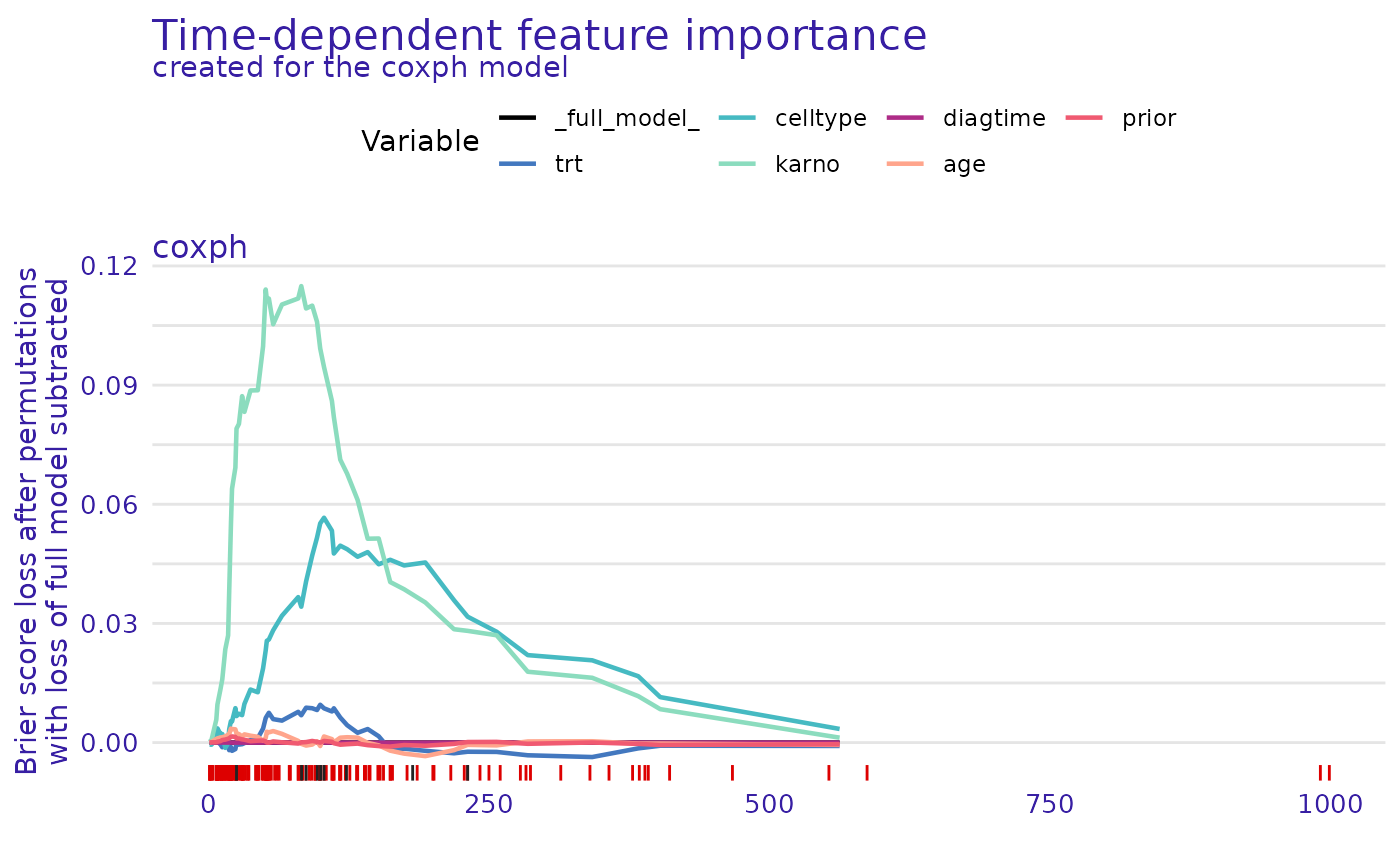 Time-dependent feature importance
created for the coxph model
Variable
_full_model_ celltype diagtime prior
trt karno age
coxph
Brier score loss after permutations
with loss of full model subtracted
0.12
0.09
0.06
0.03
0.00
0 250 500 750 1000